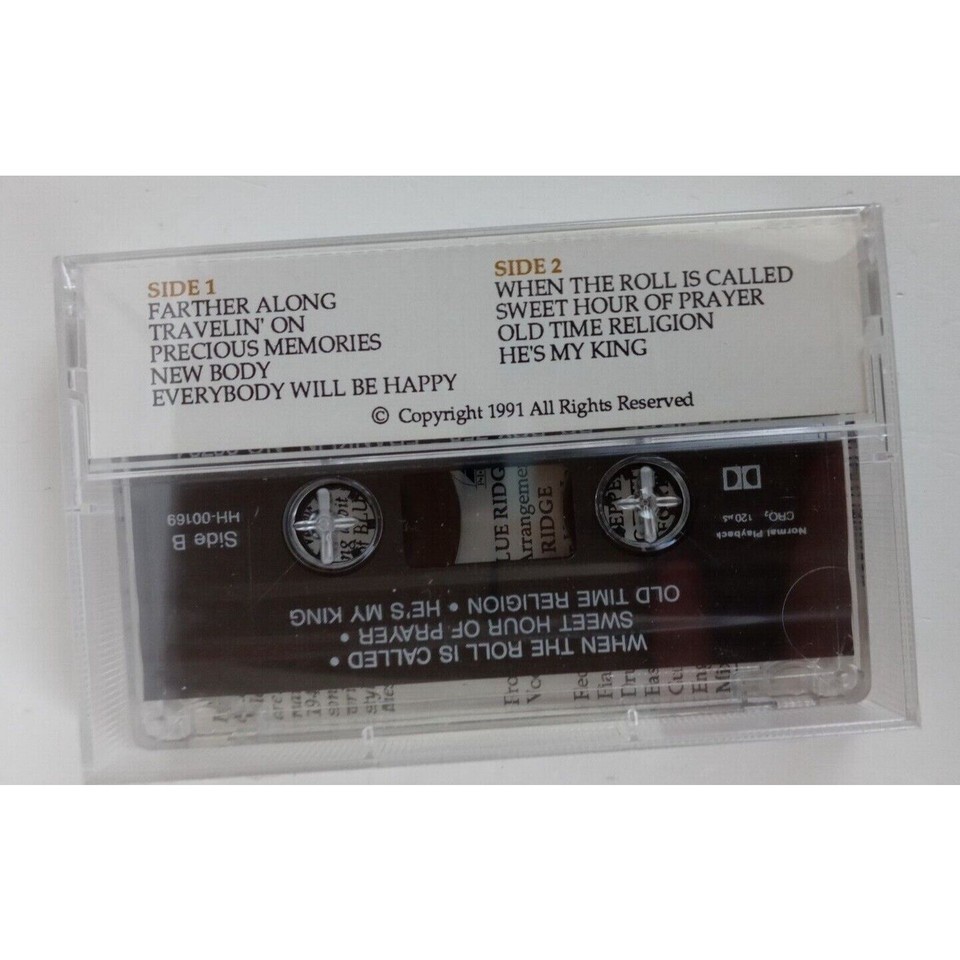 SIDE 1
FARTHER ALONG
TRAVELIN' ON
PRECIOUS MEMORIES
NEW BODY
EVERYBODY WILL BE HAPPY
SIDE 2
WHEN THE ROLL IS CALLED
SWEET HOUR OF PRAYER
OLD TIME RELIGION
HE'S MY KING
© Copyright 1991 All Rights Reserved
WHEN THE ROLL IS CALLED •
SWEET HOUR OF PRAYER •
OLD TIME RELIGION • HE'S MY KING
Side B
HH-00169
Normal Playback
CRO₂ 120 µS
RIDGE